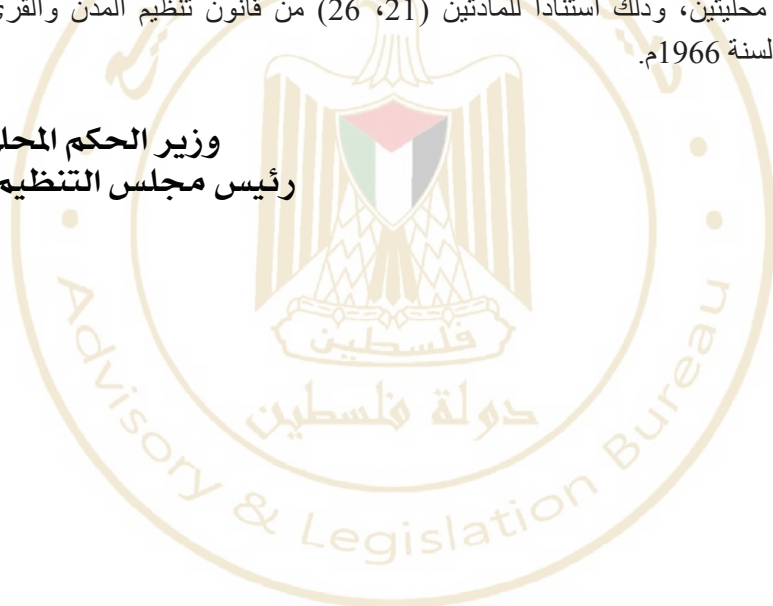 محليتين، وذلك استنادا للمادتين (21، 26) من قانون تنظيم المدن والقرى
لسنة 1966م.
وزير الحكم المحل
رئيس مجلس التنظيم
فلسطين
دولة فلسطين
Advisory & Legislation Bureau